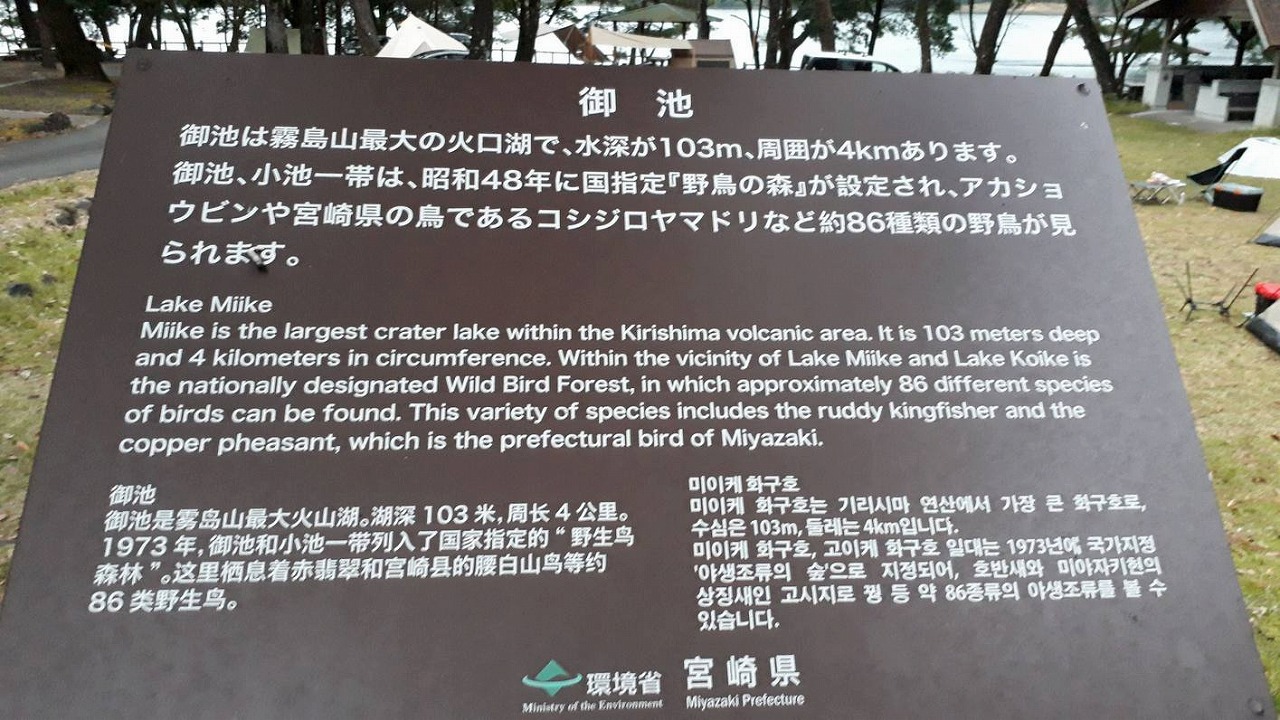 御 池
御池は霧島山最大の火口湖で、水深が103m、周囲が4kmあります。
御池、小池一帯は、昭和48年に国指定『野鳥の森』が設定され、アカショ
ウビンや宮崎県の鳥であるコシジロヤマドリなど約86種類の野鳥が見
られます。
Lake Miike
Miike is the largest crater lake within the Kirishima volcanic area. It is 103 meters deep
and 4 kilometers in circumference. Within the vicinity of Lake Miike and Lake Koike is
the nationally designated Wild Bird Forest, in which approximately 86 different species
of birds can be found. This variety of species includes the ruddy kingfisher and the
copper pheasant, which is the prefectural bird of Miyazaki.
御池
御池是雾岛山最大火山湖。湖深 103 米，周长 4 公里。
1973 年，御池和小池一带列入了国家指定的 “ 野生鸟
森林 ”。这里栖息着赤翡翠和宫崎县的腰白山鸟等约
86 类野生鸟。
미이케 화구호
미이케 화구호는 기리시마 연산에서 가장 큰 화구호로,
수심은 103m, 둘레는 4km입니다.
미이케 화구호, 고이케 화구호 일대는 1973년에 국가지정
'야생조류의 숲'으로 지정되어, 호반새와 미야자키현의
상징새인 고시지로 꿩 등 약 86종류의 야생조류를 볼 수
있습니다.
環境省
Ministry of the Environment
宮崎県
Miyazaki Prefecture